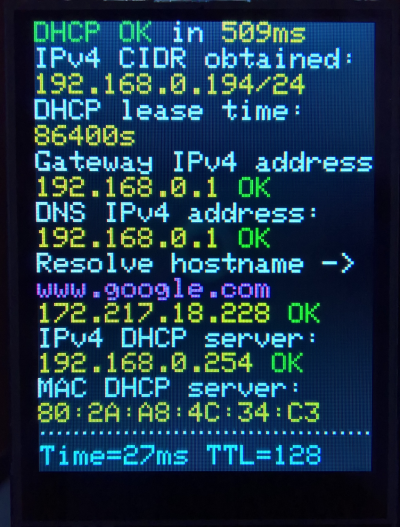 DHCP OK in 509ms
IPv4 CIDR obtained:
192.168.0.194/24
DHCP lease time:
86400s
Gateway IPv4 address
192.168.0.1 OK
DNS IPv4 address:
192.168.0.1 OK
Resolve hostname ->
www.google.com
172.217.18.228 OK
IPv4 DHCP server:
192.168.0.254 OK
MAC DHCP server:
80:2A:A8:4C:34:C3
Time=27ms TTL=128